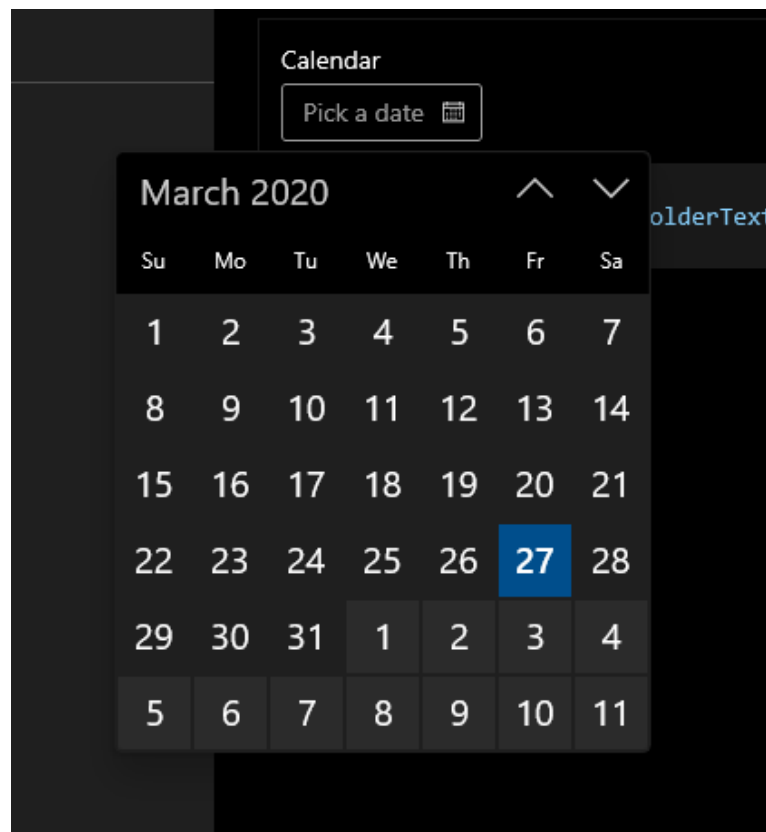 Calendar
Pick a date
March 2020
olderText
Su Mo Tu We Th Fr Sa
1 2 3 4 5 6 7
8 9 10 11 12 13 14
15 16 17 18 19 20 21
22 23 24 25 26 27 28
29 30 31 1 2 3 4
5 6 7 8 9 10 11